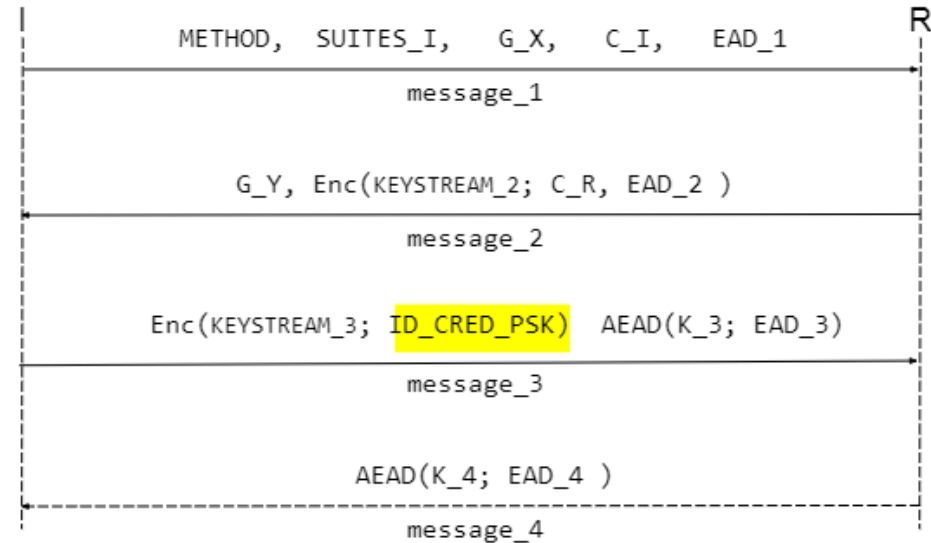 I R
METHOD, SUITES_I, G_X, C_I, EAD_1
message_1
G_Y, Enc(KEYSTREAM_2; C_R, EAD_2 )
message_2
Enc(KEYSTREAM_3; ID_CRED_PSK) AEAD(K_3; EAD_3)
message_3
AEAD(K_4; EAD_4 )
message_4